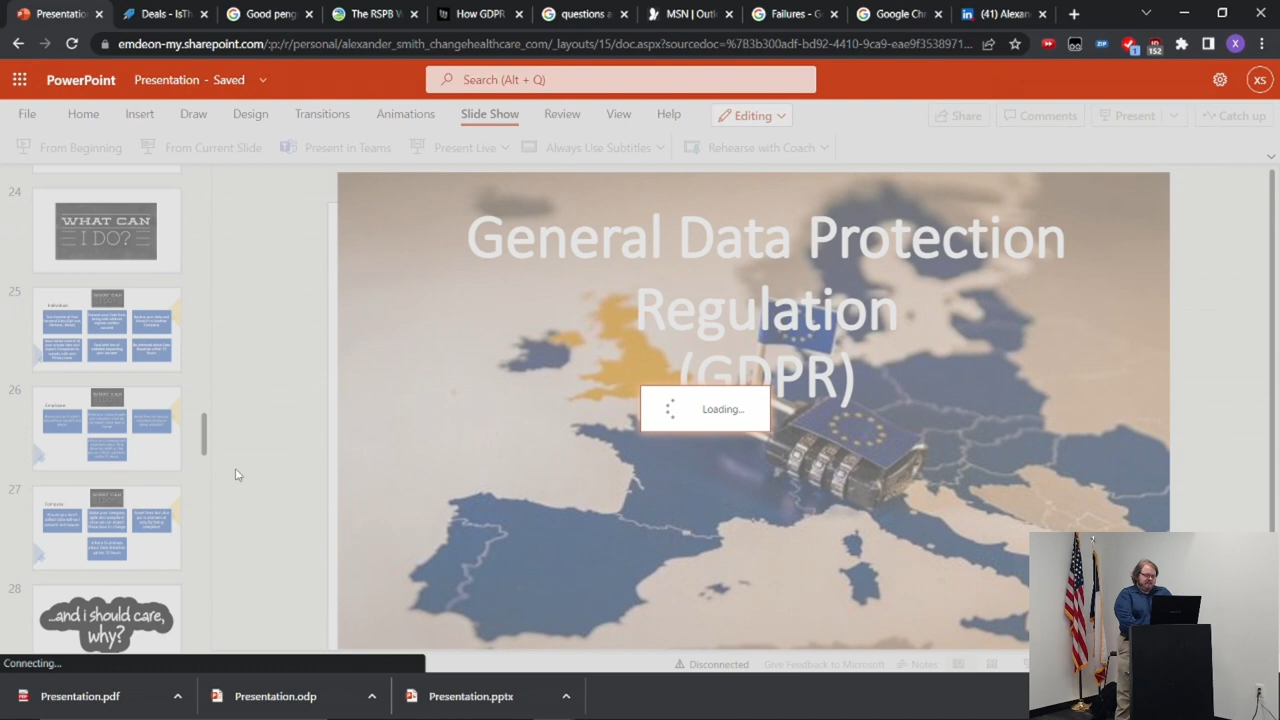 Presentatio
Deals - IsTh
Good peng
The RSPB W
How GDPR
questions a
MSN | Outl
Failures - G
Google Chr
(41) Alexan
emdeon-my.sharepoint.com/:p:/r/personal/alexander_smith_changehealthcare_com/_layouts/15/doc.aspx?sourcedoc=%783b300adf-bd92-4410-9ca9-eae9f3538971...
ZIP
1
152
X
PowerPoint
Presentation - Saved
Search (Alt + Q)
XS
File
Home
Insert
Draw
Design
Transitions
Animations
Slide Show
Review
View
Help
Editing
Share
Comments
Present
Catch up
From Beginning
From Current Slide
Present in Teams
Present Live
Always Use Subtitles
Rehearse with Coach
24
WHAT CAN
I DO?
25
26
27
28
...and i should care,
why?
General Data Protection
Regulation
(GDPR)
Loading...
Connecting...
Disconnected
Give Feedback to Microsoft
Notes
Presentation.pdf
Presentation.odp
Presentation.pptx